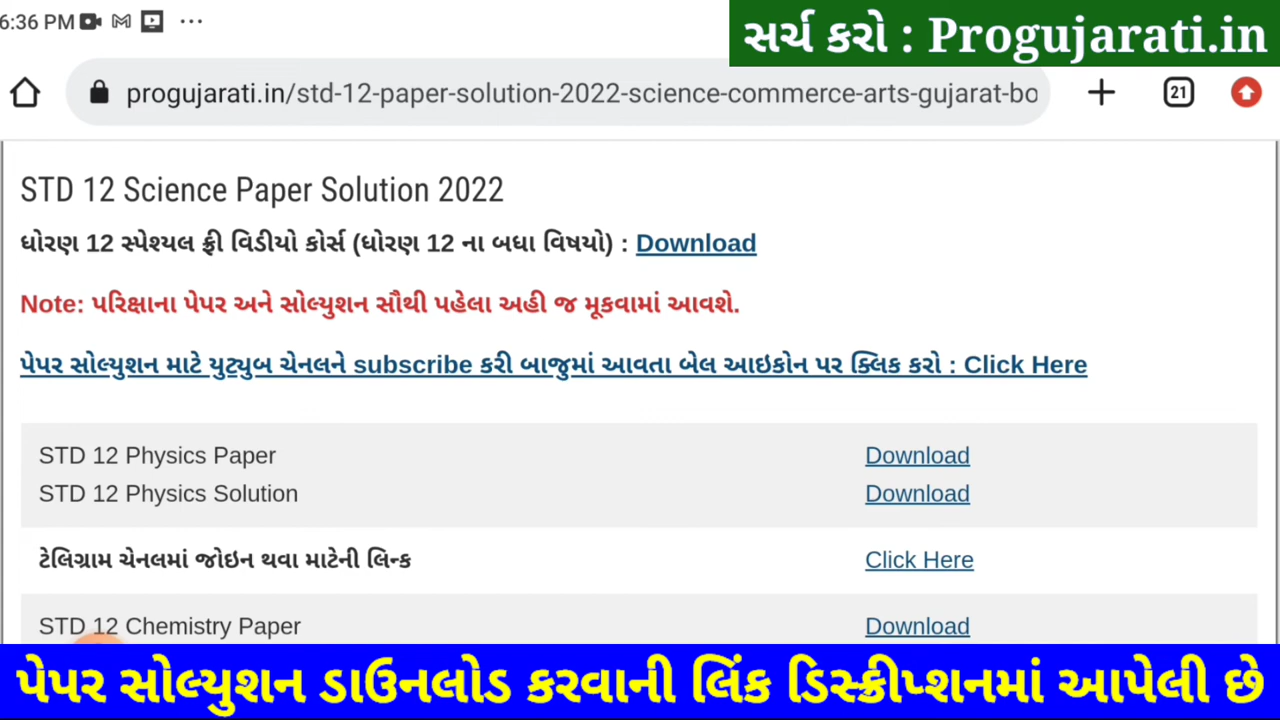 6:36 PM
સર્ચ કરો : Progujarati.in
progujarati.in/std-12-paper-solution-2022-science-commerce-arts-gujarat-bo
21
STD 12 Science Paper Solution 2022
ધોરણ 12 સ્પેશ્યલ ફ્રી વિડીયો કોર્સ (ધોરણ 12 ના બધા વિષયો) : Download
Note: પરિક્ષાના પેપર અને સોલ્યુશન સૌથી પહેલા અહી જ મૂકવામાં આવશે.
પેપર સોલ્યુશન માટે યુટ્યુબ ચેનલને subscribe કરી બાજુમાં આવતા બેલ આઇકોન પર ક્લિક કરો : Click Here
STD 12 Physics Paper Download
STD 12 Physics Solution Download
ટેલિગ્રામ ચેનલમાં જોઇન થવા માટેની લિન્ક Click Here
STD 12 Chemistry Paper Download
પેપર સોલ્યુશન ડાઉનલોડ કરવાની લિંક ડિસ્ક્રીપ્શનમાં આપેલી છે